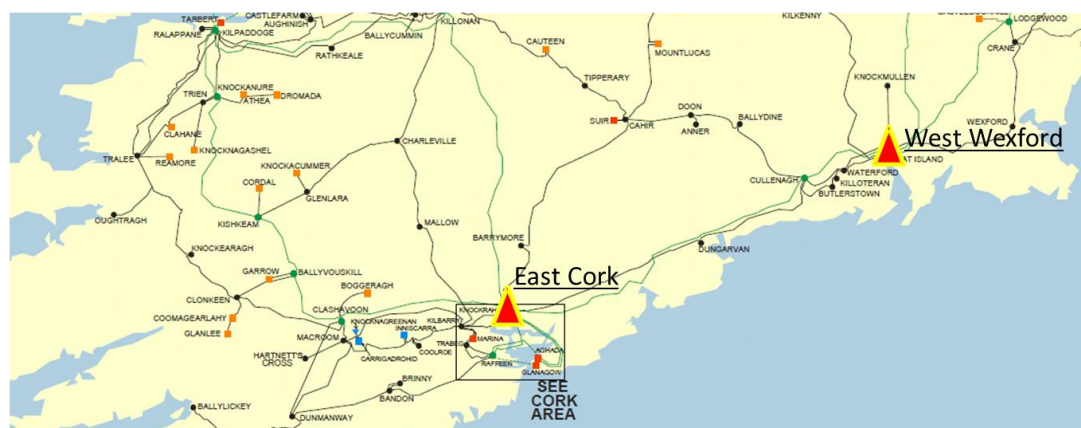 TARBERT
RALAPPANE
KILPADDOGE
CASTLEFARM
AUGHINISH
BALLYCUMMIN
RATHKEALE
KILLONAN
CAUTEEN
MOUNTLUCAS
KILKENNY
LODGEWOOD
CRANE
KNOCKMULLEN
WEXFORD
TIPPERARY
SUIR
CAHIR
DOON
ANNER
BALLYDINE
West Wexford
AT ISLAND
WATERFORD
KILLOTERAN
BUTLERSTOWN
CULLENAGH
KNOCKANURE
TRIEN
ATHEA
DROMADA
CLAHANE
KNOCKNAGASHEL
TRALEE
REAMORE
CHARLEVILLE
KNOCKACUMMER
CORDAL
GLENLARA
OUGHTRAGH
KISHKEAM
MALLOW
BARRYMORE
DUNGARVAN
KNOCKEARAGH
GARROW
BALLYVOUSKILL
East Cork
CLONKEEN
BOGGERAGH
CLASHAVOON
KNOCKRAH
COOMAGEARLAHY
KNOCKNAGREENAN
KILBARRY
GLANLEE
INNISCARRA
MACROOM
MARINA
TRABEG
CARRIGADROHID
COOLROE
HARTNETT'S
CROSS
RAFFEEN
AGHADA
GLANAGOW
BRINNY
BANDON
SEE
CORK
AREA
BALLYLICKEY
DUNMANWAY